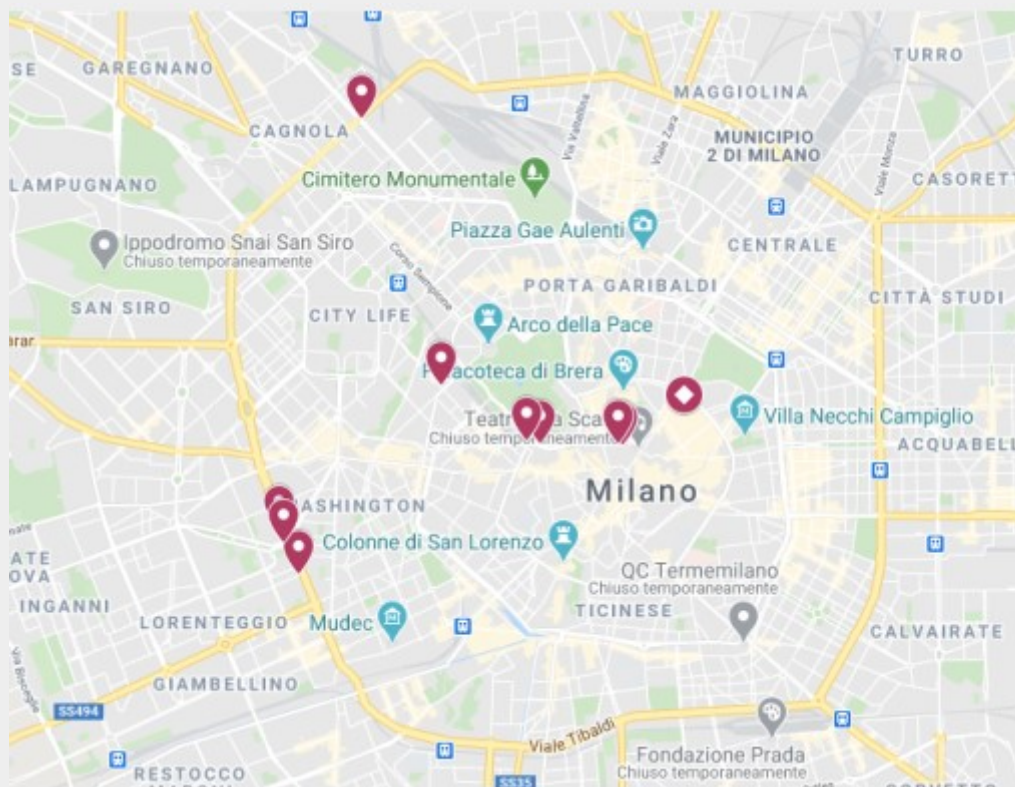 TURRO
SE
GAREGNANO
MAGGIOLINA
Via Valtellina
Viale Zara
CAGNOLA
MUNICIPIO
2 DI MILANO
Viale Monza
Cimitero Monumentale
LAMPUGNANO
CASORETT
Piazza Gae Aulenti
Ippodromo Snai San Siro
Chiuso temporaneamente
CENTRALE
Corso Sempione
PORTA GARIBALDI
CITTÀ STUDI
SAN SIRO
CITY LIFE
Arco della Pace
acoteca di Brera
Teatr
a Sca
Chiuso temporaneamente
Villa Necchi Campiglio
ACQUABELL
Milano
ASHINGTON
Colonne di San Lorenzo
ATE
OVA
QC Termemilano
Chiuso temporaneamente
INGANNI
TICINESE
LORENTEGGIO
Mudec
CALVAIRATE
Via Bisceglie
GIAMBELLINO
SS494
Viale Tibaldi
Fondazione Prada
Chiuso temporaneamente
RESTOCCO
SS35